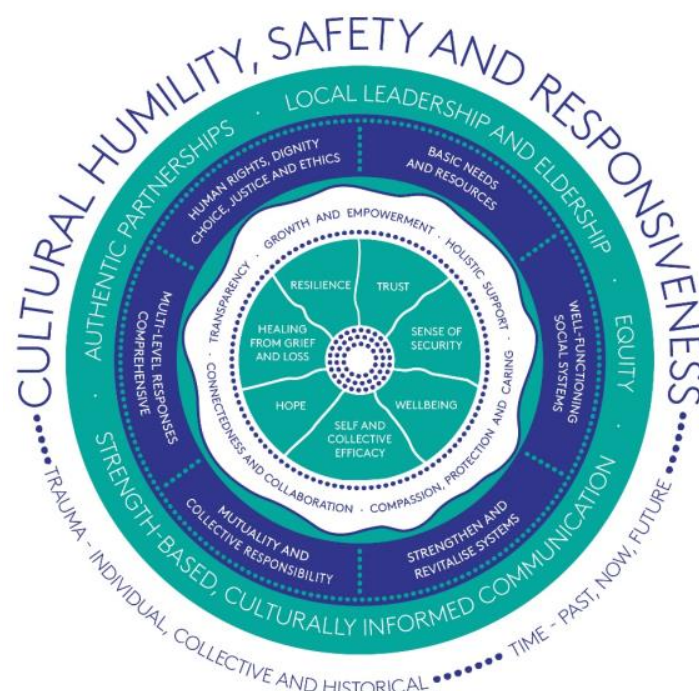 CULTURAL HUMILITY, SAFETY AND RESPONSIVENESS
TRAUMA - INDIVIDUAL, COLLECTIVE AND HISTORICAL
TIME - PAST, NOW, FUTURE
AUTHENTIC PARTNERSHIPS · LOCAL LEADERSHIP AND ELDERSHIP · EQUITY ·
STRENGTH-BASED, CULTURALLY INFORMED COMMUNICATION ·
HUMAN RIGHTS, DIGNITY
CHOICE, JUSTICE AND ETHICS
BASIC NEEDS
AND RESOURCES
WELL-FUNCTIONING
SOCIAL SYSTEMS
STRENGTHEN AND
REVITALISE SYSTEMS
MUTUALITY AND
COLLECTIVE RESPONSIBILITY
MULTI-LEVEL RESPONSES
COMPREHENSIVE
TRANSPARENCY · GROWTH AND EMPOWERMENT · HOLISTIC SUPPORT ·
COMPASSION, PROTECTION AND CARING ·
CONNECTEDNESS AND COLLABORATION ·
RESILIENCE
TRUST
SENSE OF
SECURITY
WELLBEING
SELF AND
COLLECTIVE
EFFICACY
HOPE
HEALING
FROM GRIEF
AND LOSS